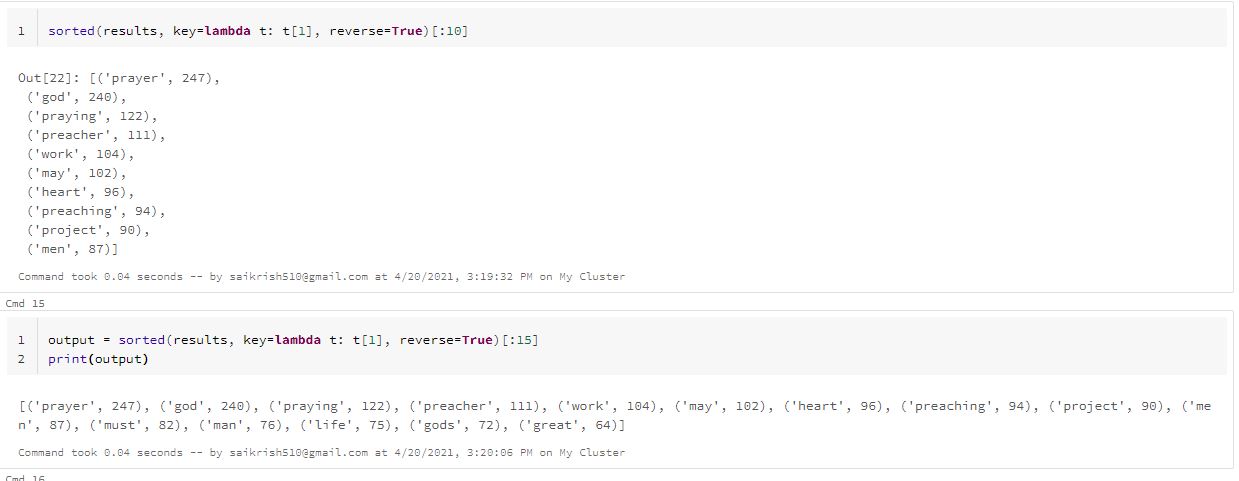 1 sorted(results, key=lambda t: t[1], reverse=True)[:10]
Out[22]: [('prayer', 247),
('god', 240),
('praying', 122),
('preacher', 111),
('work', 104),
('may', 102),
('heart', 96),
('preaching', 94),
('project', 90),
('men', 87)]
Command took 0.04 seconds -- by saikrish510@gmail.com at 4/20/2021, 3:19:32 PM on My Cluster
Cmd 15
1 output = sorted(results, key=lambda t: t[1], reverse=True)[:15]
2 print(output)
[('prayer', 247), ('god', 240), ('praying', 122), ('preacher', 111), ('work', 104), ('may', 102), ('heart', 96), ('preaching', 94), ('project', 90), ('me
n', 87), ('must', 82), ('man', 76), ('life', 75), ('gods', 72), ('great', 64)]
Command took 0.04 seconds -- by saikrish510@gmail.com at 4/20/2021, 3:20:06 PM on My Cluster
Cmd 16